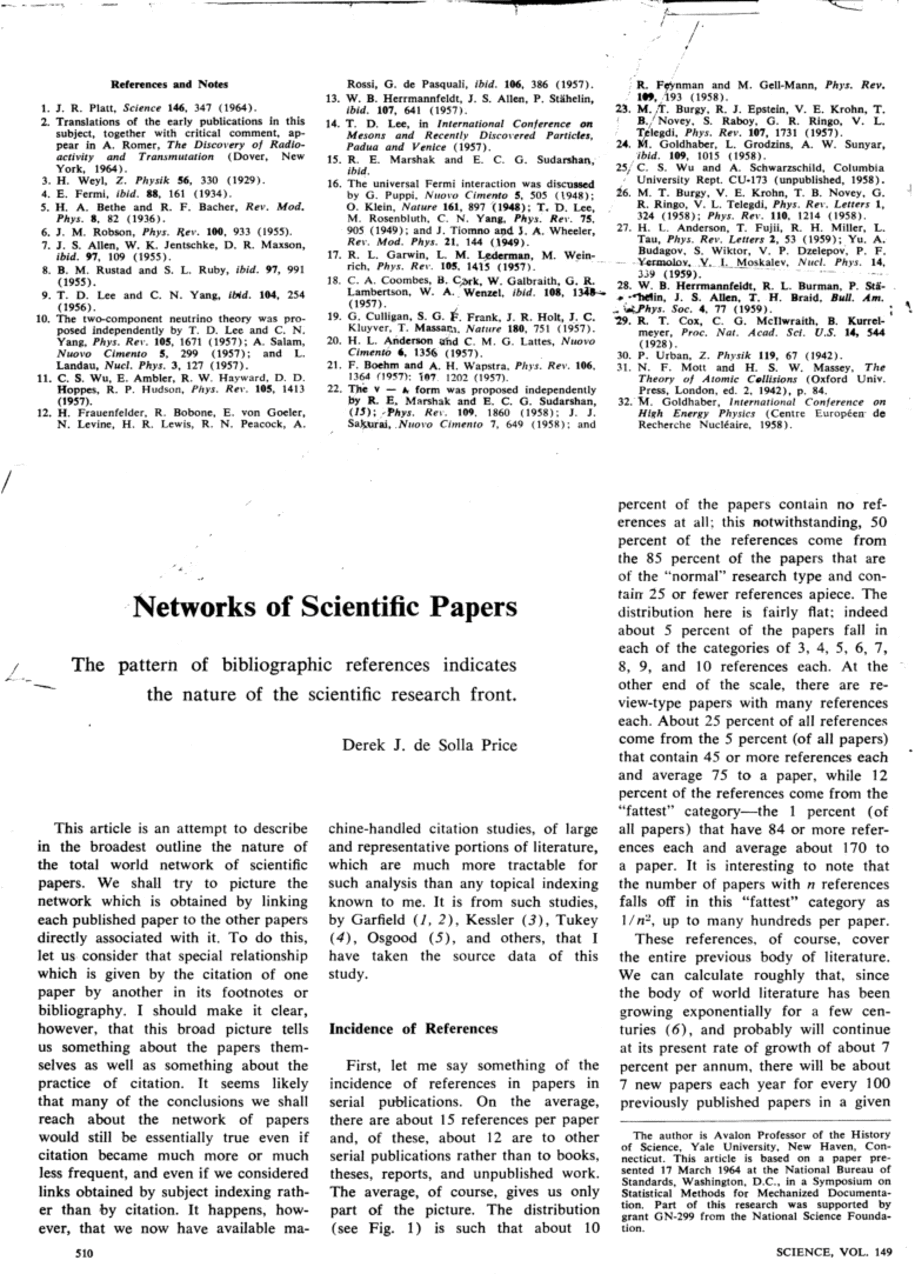 References and Notes
1. J. R. Platt, Science 146, 347 (1964).
2. Translations of the early publications in this
subject, together with critical comment, ap-
pear in A. Romer, The Discovery of Radio-
activity and Transmutation (Dover, New
York, 1964).
3. H. Weyl, Z. Physik 56, 330 (1929).
4. E. Fermi, ibid. 88, 161 (1934).
5. H. A. Bethe and R. F. Bacher, Rev. Mod.
Phys. 8, 82 (1936).
6. J. M. Robson, Phys. Rev. 100, 933 (1955).
7. J. S. Allen, W. K. Jentschke, D. R. Maxson,
ibid. 97, 109 (1955).
8. B. M. Rustad and S. L. Ruby, ibid. 97, 991
(1955).
9. T. D. Lee and C. N. Yang, ibid. 104, 254
(1956).
10. The two-component neutrino theory was pro-
posed independently by T. D. Lee and C. N.
Yang, Phys. Rev. 105, 1671 (1957); A. Salam,
Nuovo Cimento 5, 299 (1957); and L.
Landau, Nucl. Phys. 3, 127 (1957).
11. C. S. Wu, E. Ambler, R. W. Hayward, D. D.
Hoppes, R. P. Hudson, Phys. Rev. 105, 1413
(1957).
12. H. Frauenfelder, R. Bobone, E. von Goeler,
N. Levine, H. R. Lewis, R. N. Peacock, A.
Rossi, G. de Pasquali, ibid. 106, 386 (1957).
13. W. B. Herrmannfeldt, J. S. Allen, P. Stähelin,
ibid. 107, 641 (1957).
14. T. D. Lee, in International Conference on
Mesons and Recently Discovered Particles,
Padua and Venice (1957).
15. R. E. Marshak and E. C. G. Sudarshan,
ibid.
16. The universal Fermi interaction was discussed
by G. Puppi, Nuovo Cimento 5, 505 (1948);
O. Klein, Nature 161, 897 (1948); T. D. Lee,
M. Rosenbluth, C. N. Yang, Phys. Rev. 75,
905 (1949); and J. Tiomno and J. A. Wheeler,
Rev. Mod. Phys. 21, 144 (1949).
17. R. L. Garwin, L. M. Lederman, M. Wein-
rich, Phys. Rev. 105, 1415 (1957).
18. C. A. Coombes, B. Cork, W. Galbraith, G. R.
Lambertson, W. A. Wenzel, ibid. 108, 1348
(1957).
19. G. Culligan, S. G. F. Frank, J. R. Holt, J. C.
Kluyver, T. Massam, Nature 180, 751 (1957).
20. H. L. Anderson and C. M. G. Lattes, Nuovo
Cimento 6, 1356 (1957).
21. F. Boehm and A. H. Wapstra, Phys. Rev. 106,
1364 (1957); 107, 1202 (1957).
22. The V — A form was proposed independently
by R. E. Marshak and E. C. G. Sudarshan,
(15); Phys. Rev. 109, 1860 (1958); J. J.
Sakurai, Nuovo Cimento 7, 649 (1958); and
R. Feynman and M. Gell-Mann, Phys. Rev.
109, 193 (1958).
23. M. T. Burgy, R. J. Epstein, V. E. Krohn, T.
B. Novey, S. Raboy, G. R. Ringo, V. L.
Telegdi, Phys. Rev. 107, 1731 (1957).
24. M. Goldhaber, L. Grodzins, A. W. Sunyar,
ibid. 109, 1015 (1958).
25. C. S. Wu and A. Schwarzschild, Columbia
University Rept. CU-173 (unpublished, 1958).
26. M. T. Burgy, V. E. Krohn, T. B. Novey, G.
R. Ringo, V. L. Telegdi, Phys. Rev. Letters 1,
324 (1958); Phys. Rev. 110, 1214 (1958).
27. H. L. Anderson, T. Fujii, R. H. Miller, L.
Tau, Phys. Rev. Letters 2, 53 (1959); Yu. A.
Budagov, S. Wiktor, V. P. Dzelepov, P. F.
Yermolov, V. I. Moskalev, Nucl. Phys. 14,
339 (1959).
28. W. B. Herrmannfeldt, R. L. Burman, P. Stä-
helin, J. S. Allen, T. H. Braid, Bull. Am.
Phys. Soc. 4, 77 (1959).
29. R. T. Cox, C. G. McIlwraith, B. Kurrel-
meyer, Proc. Nat. Acad. Sci. U.S. 14, 544
(1928).
30. P. Urban, Z. Physik 119, 67 (1942).
31. N. F. Mott and H. S. W. Massey, The
Theory of Atomic Collisions (Oxford Univ.
Press, London, ed. 2, 1942), p. 84.
32. M. Goldhaber, International Conference on
High Energy Physics (Centre Européen de
Recherche Nucléaire, 1958).
Networks of Scientific Papers
The pattern of bibliographic references indicates
the nature of the scientific research front.
Derek J. de Solla Price
This article is an attempt to describe
in the broadest outline the nature of
the total world network of scientific
papers. We shall try to picture the
network which is obtained by linking
each published paper to the other papers
directly associated with it. To do this,
let us consider that special relationship
which is given by the citation of one
paper by another in its footnotes or
bibliography. I should make it clear,
however, that this broad picture tells
us something about the papers them-
selves as well as something about the
practice of citation. It seems likely
that many of the conclusions we shall
reach about the network of papers
would still be essentially true even if
citation became much more or much
less frequent, and even if we considered
links obtained by subject indexing rath-
er than by citation. It happens, how-
ever, that we now have available ma-
chine-handled citation studies, of large
and representative portions of literature,
which are much more tractable for
such analysis than any topical indexing
known to me. It is from such studies,
by Garfield (1, 2), Kessler (3), Tukey
(4), Osgood (5), and others, that I
have taken the source data of this
study.
Incidence of References
First, let me say something of the
incidence of references in papers in
serial publications. On the average,
there are about 15 references per paper
and, of these, about 12 are to other
serial publications rather than to books,
theses, reports, and unpublished work.
The average, of course, gives us only
part of the picture. The distribution
(see Fig. 1) is such that about 10
percent of the papers contain no ref-
erences at all; this notwithstanding, 50
percent of the references come from
the 85 percent of the papers that are
of the “normal” research type and con-
tain 25 or fewer references apiece. The
distribution here is fairly flat; indeed
about 5 percent of the papers fall in
each of the categories of 3, 4, 5, 6, 7,
8, 9, and 10 references each. At the
other end of the scale, there are re-
view-type papers with many references
each. About 25 percent of all references
come from the 5 percent (of all papers)
that contain 45 or more references each
and average 75 to a paper, while 12
percent of the references come from the
“fattest” category—the 1 percent (of
all papers) that have 84 or more refer-
ences each and average about 170 to
a paper. It is interesting to note that
the number of papers with n references
falls off in this “fattest” category as
1/n², up to many hundreds per paper.
These references, of course, cover
the entire previous body of literature.
We can calculate roughly that, since
the body of world literature has been
growing exponentially for a few cen-
turies (6), and probably will continue
at its present rate of growth of about 7
percent per annum, there will be about
7 new papers each year for every 100
previously published papers in a given
The author is Avalon Professor of the History
of Science, Yale University, New Haven, Con-
necticut. This article is based on a paper pre-
sented 17 March 1964 at the National Bureau of
Standards, Washington, D.C., in a Symposium on
Statistical Methods for Mechanized Documenta-
tion. Part of this research was supported by
grant GN-299 from the National Science Founda-
tion.
510
SCIENCE, VOL. 149